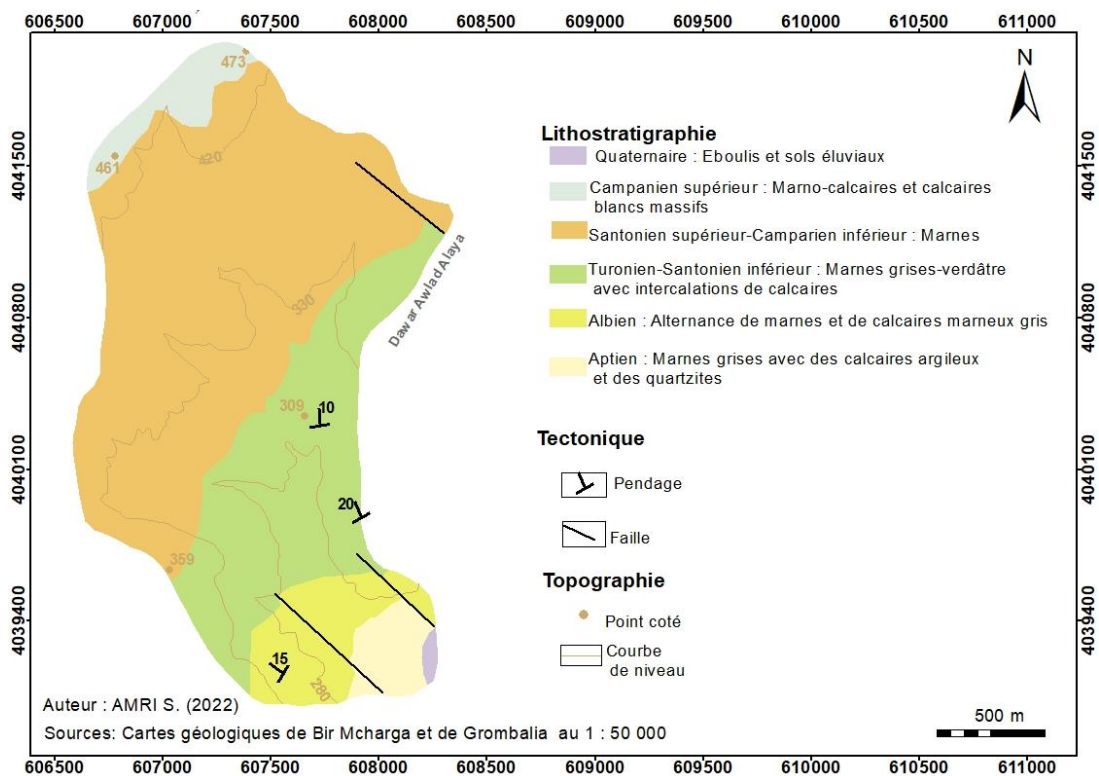 606500 607000 607500 608000 608500 609000 609500 610000 610500 611000
473
N
461
420
4041500
4041500
Lithostratigraphie
Quaternaire : Eboulis et sols éluviaux
Campanien supérieur : Marno-calcaires et calcaires
blancs massifs
Santonien supérieur-Camparien inférieur : Marnes
Turonien-Santonien inférieur : Marnes grises-verdâtre
avec intercalations de calcaires
Albien : Alternance de marnes et de calcaires marneux gris
Aptien : Marnes grises avec des calcaires argileux
et des quartzites
Dawar Awlad Alaya
330
4040800
4040800
309
10
Tectonique
Pendage
Faille
4040100
4040100
20
359
Topographie
Point coté
Courbe
de niveau
4039400
4039400
15
280
Auteur : AMRI S. (2022)
Sources: Cartes géologiques de Bir Mcharga et de Grombalia au 1 : 50 000
500 m
606500 607000 607500 608000 608500 609000 609500 610000 610500 611000